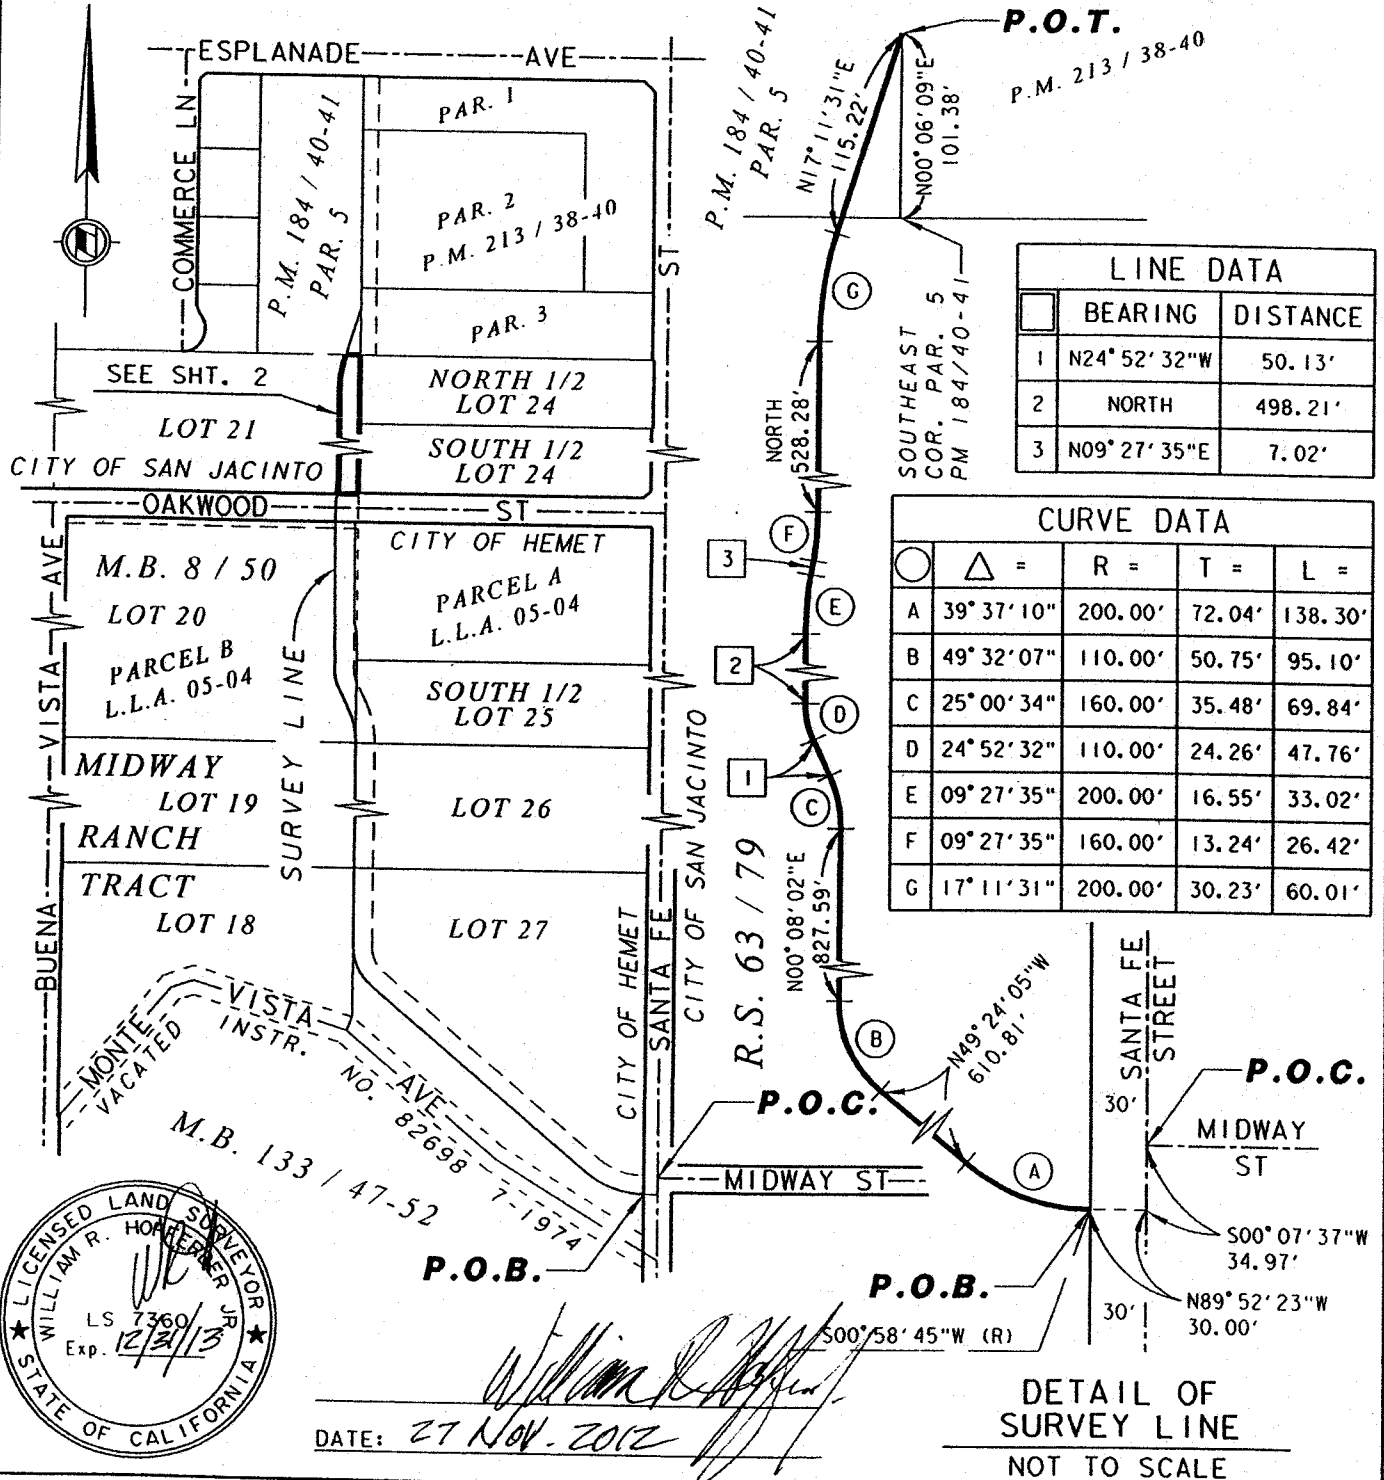 P.O.T.
P.M. 213 / 38-40
P.M. 184 / 40-41
PAR. 5
N17°11'31"E
115.22'
N00°06'09"E
101.38'
ESPLANADE AVE
COMMERCE LN
P.M. 184 / 40-41
PAR. 5
PAR. 1
PAR. 2
P.M. 213 / 38-40
PAR. 3
ST
SEE SHT. 2
LOT 21
CITY OF SAN JACINTO
NORTH 1/2
LOT 24
SOUTH 1/2
LOT 24
OAKWOOD ST
CITY OF HEMET
M.B. 8 / 50
LOT 20
PARCEL B
L.L.A. 05-04
PARCEL A
L.L.A. 05-04
SOUTH 1/2
LOT 25
SURVEY LINE
BUENA VISTA AVE
MIDWAY
LOT 19
RANCH
TRACT
LOT 18
LOT 26
LOT 27
CITY OF HEMET
SANTA FE
CITY OF SAN JACINTO
R.S. 63 / 79
MONTE VISTA AVE
VACATED INSTR. NO. 82698 7-1974
M.B. 133 / 47-52
P.O.C.
MIDWAY ST
P.O.B.
G
SOUTHEAST
COR. PAR. 5
PM 184/40-41
NORTH
528.28'
F
3
E
2
D
1
C
N00°08'02"E
827.59'
B
N49°24'05"W
610.81'
A
LINE DATA
BEARING DISTANCE
1 N24°52'32"W 50.13'
2 NORTH 498.21'
3 N09°27'35"E 7.02'
CURVE DATA
△ = R = T = L =
A 39°37'10" 200.00' 72.04' 138.30'
B 49°32'07" 110.00' 50.75' 95.10'
C 25°00'34" 160.00' 35.48' 69.84'
D 24°52'32" 110.00' 24.26' 47.76'
E 09°27'35" 200.00' 16.55' 33.02'
F 09°27'35" 160.00' 13.24' 26.42'
G 17°11'31" 200.00' 30.23' 60.01'
SANTA FE
STREET
30'
P.O.C.
MIDWAY
ST
S00°07'37"W
34.97'
N89°52'23"W
30.00'
30'
P.O.B.
S00°58'45"W (R)
LICENSED LAND SURVEYOR
WILLIAM R. HOFFERBER JR
LS 7360
Exp. 12/31/13
STATE OF CALIFORNIA
DATE: 27 NOV. 2012
DETAIL OF
SURVEY LINE
NOT TO SCALE